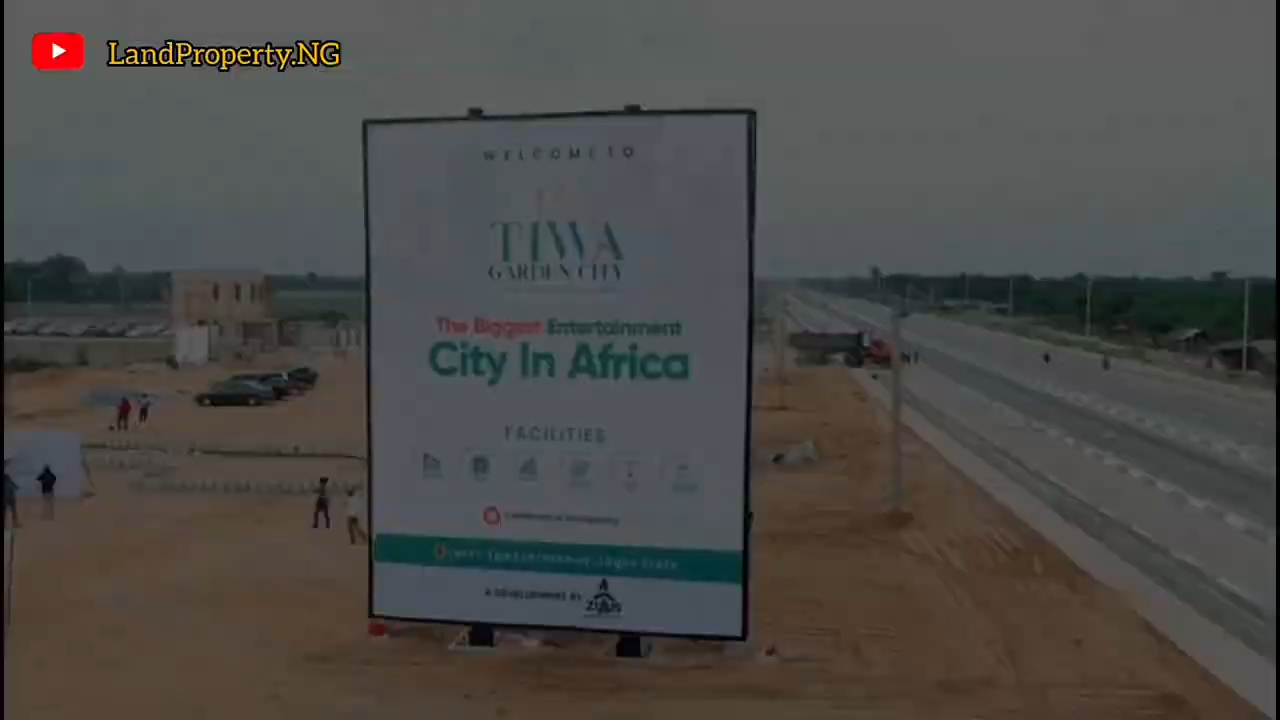 LandProperty.NG
WELCOME TO
TIWA
GARDEN CITY
The Biggest Entertainment
City In Africa
FACILITIES
A DEVELOPMENT BY